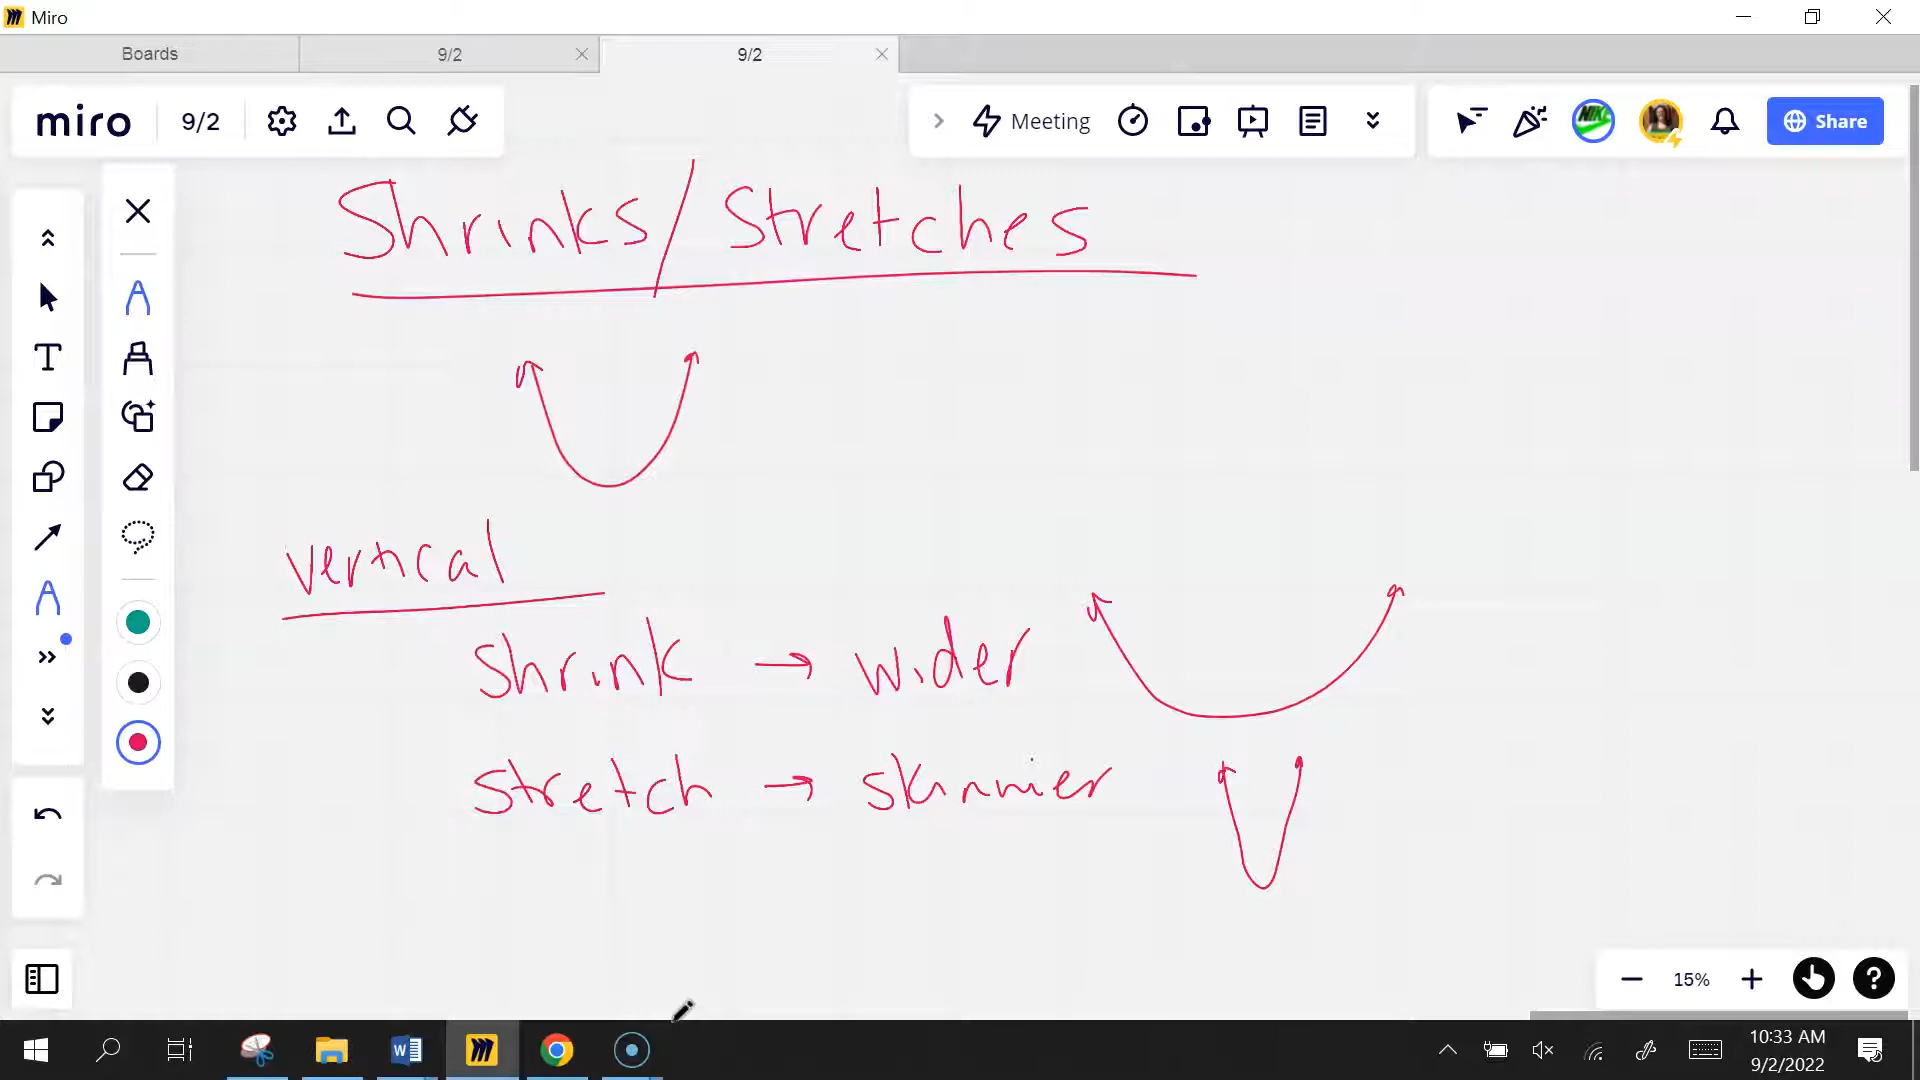 Miro
Boards 9/2 9/2
miro 9/2 Meeting Share
Shrinks/Stretches
vertical
shrink → wider
stretch → skinnier
15%
10:33 AM
9/2/2022